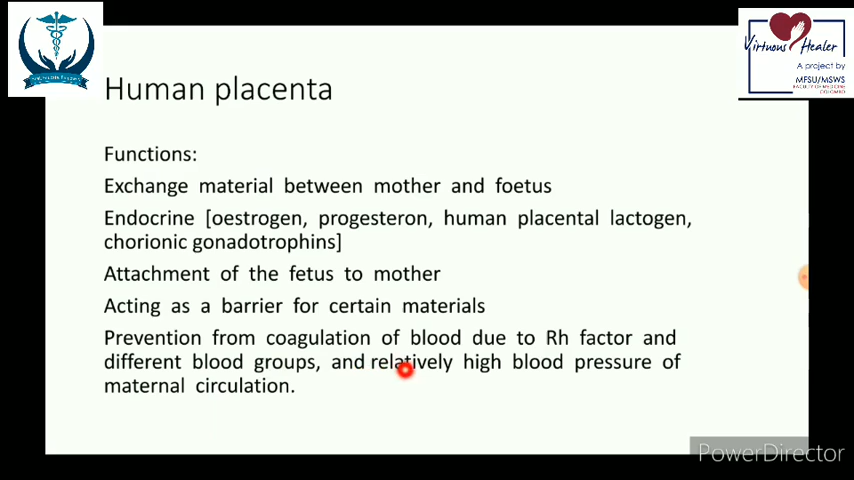 Virtuous Healer
A project by
MFSU/MSWS
FACULTY OF MEDICINE
COLOMBO
Human placenta
Functions:
Exchange material between mother and foetus
Endocrine [oestrogen, progesteron, human placental lactogen,
chorionic gonadotrophins]
Attachment of the fetus to mother
Acting as a barrier for certain materials
Prevention from coagulation of blood due to Rh factor and
different blood groups, and relatively high blood pressure of
maternal circulation.
PowerDirector